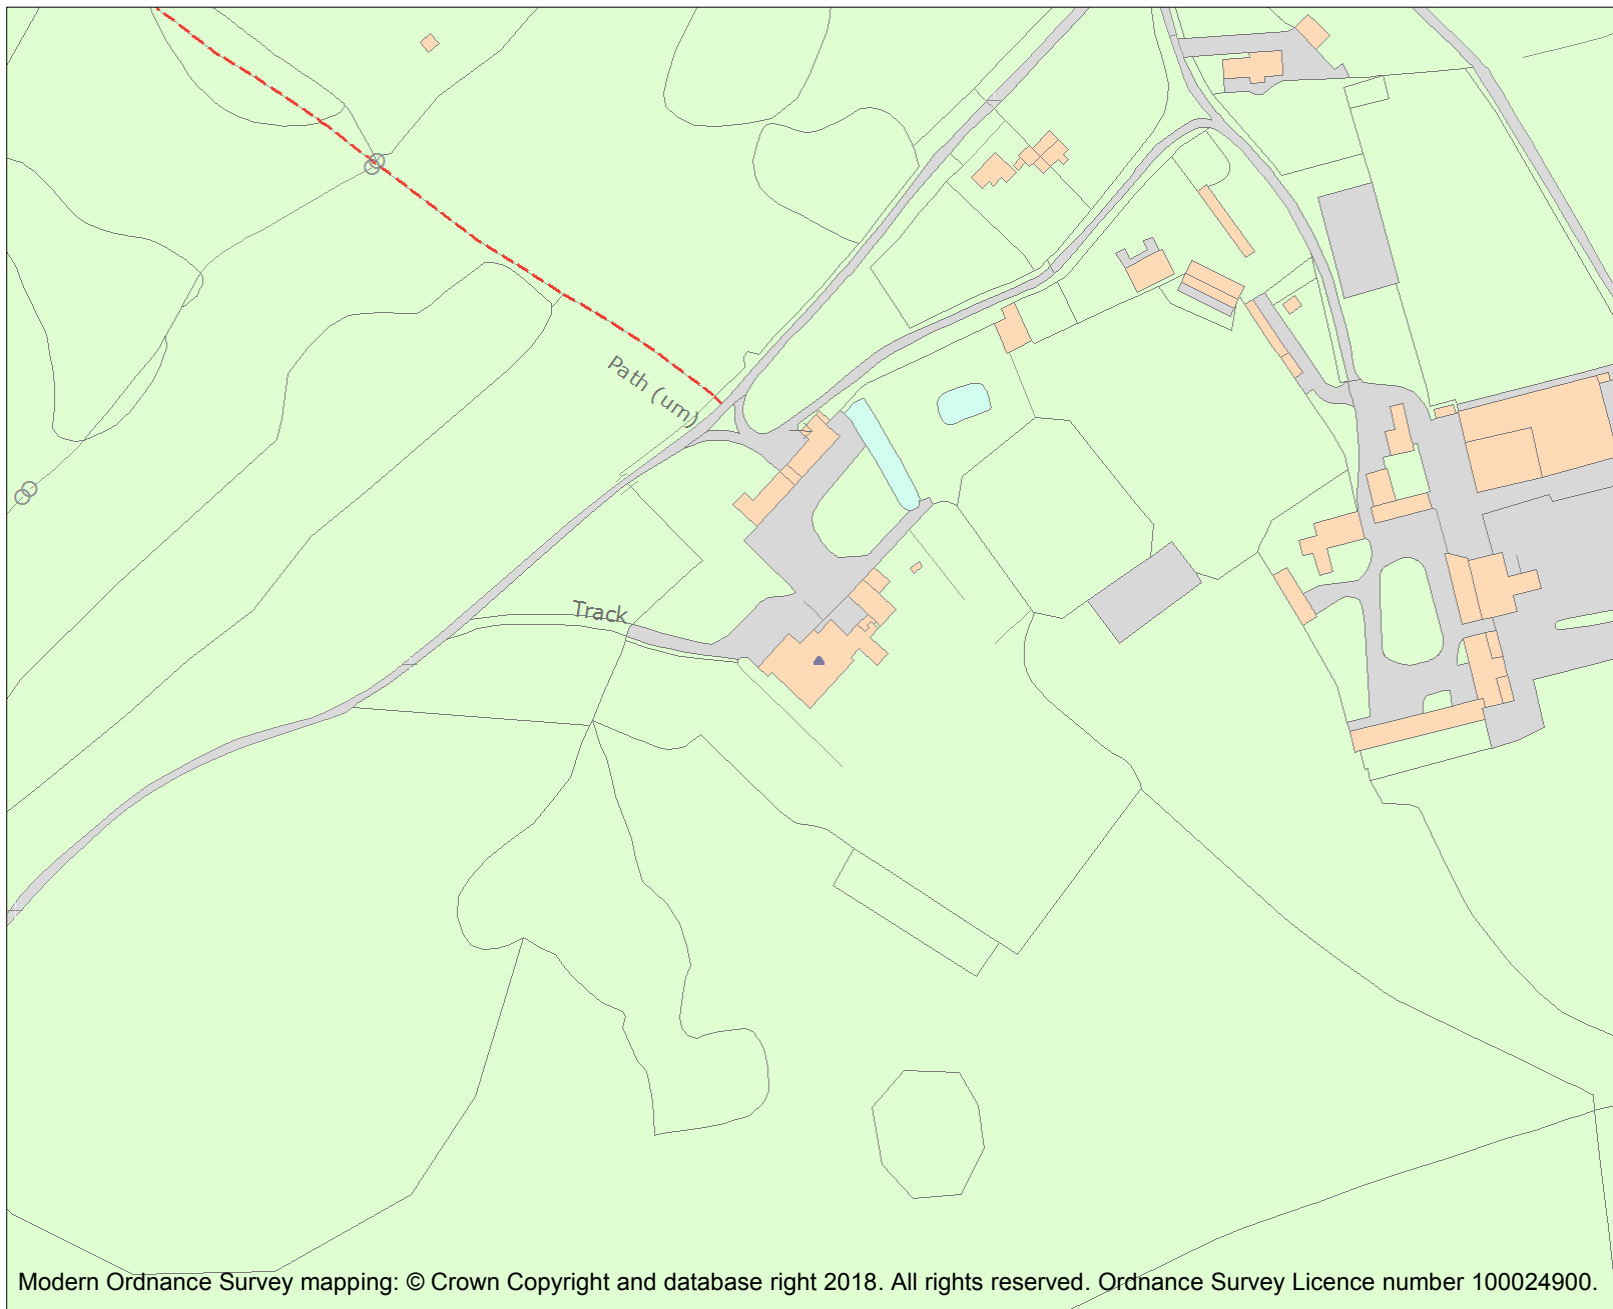 Path (um)
Track
Modern Ordnance Survey mapping: © Crown Copyright and database right 2018. All rights reserved. Ordnance Survey Licence number 100024900.